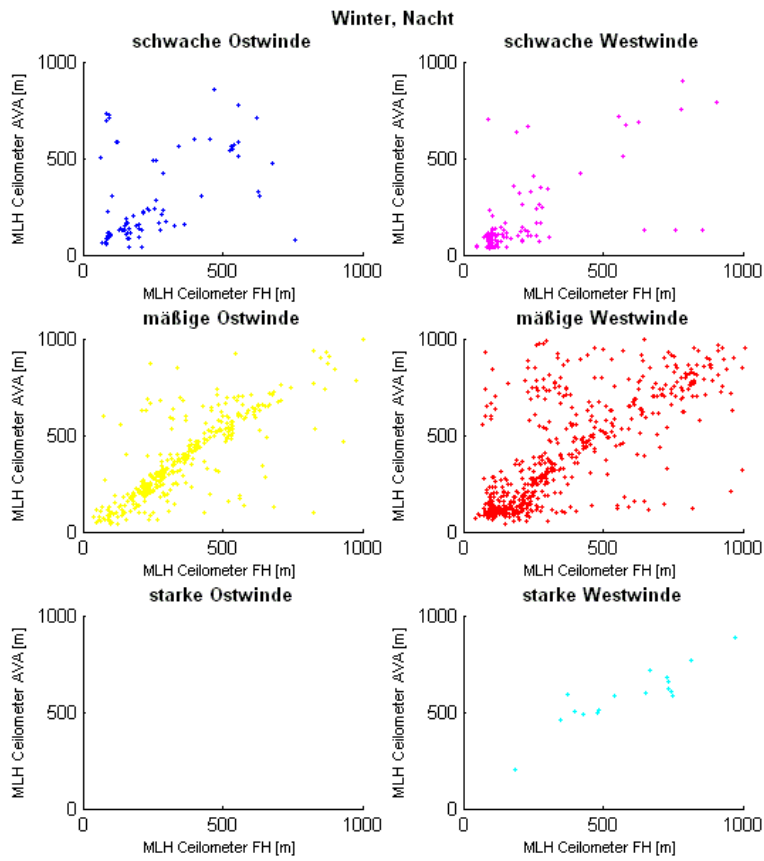 Winter, Nacht
schwache Ostwinde
1000
500
0
MLH Ceilometer AVA [m]
0 500 1000
MLH Ceilometer FH [m]
schwache Westwinde
1000
500
0
MLH Ceilometer AVA [m]
0 500 1000
MLH Ceilometer FH [m]
mäßige Ostwinde
1000
500
0
MLH Ceilometer AVA [m]
0 500 1000
MLH Ceilometer FH [m]
mäßige Westwinde
1000
500
0
MLH Ceilometer AVA [m]
0 500 1000
MLH Ceilometer FH [m]
starke Ostwinde
1000
500
0
MLH Ceilometer AVA [m]
0 500 1000
MLH Ceilometer FH [m]
starke Westwinde
1000
500
0
MLH Ceilometer AVA [m]
0 500 1000
MLH Ceilometer FH [m]